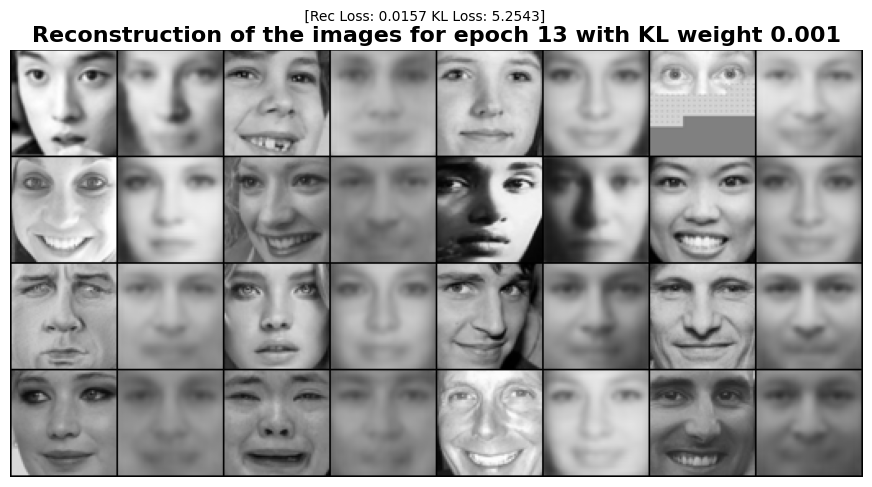 [Rec Loss: 0.0157 KL Loss: 5.2543]
Reconstruction of the images for epoch 13 with KL weight 0.001